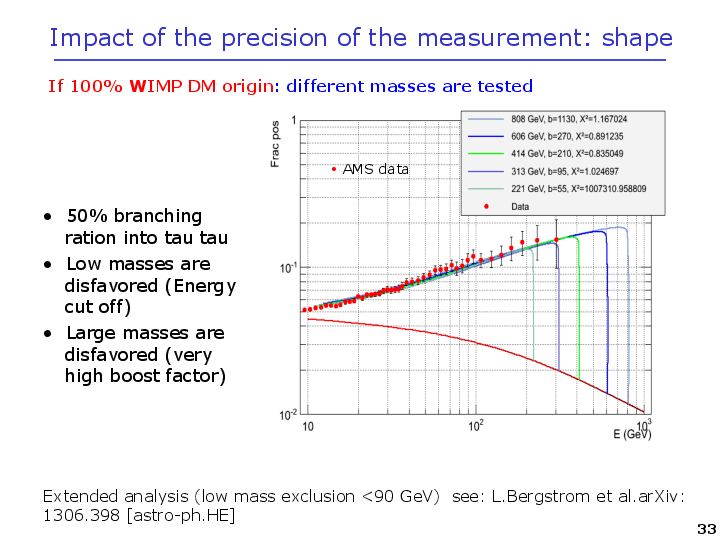 Impact of the precision of the measurement: shape
If 100% WIMP DM origin: different masses are tested
• 50% branching
ration into tau tau
• Low masses are
disfavored (Energy
cut off)
• Large masses are
disfavored (very
high boost factor)
Frac pos
1
10-1
10-2
10
10²
10³
E (GeV)
AMS data
808 GeV, b=1130, X²=1.167024
606 GeV, b=270, X²=0.891235
414 GeV, b=210, X²=0.835049
313 GeV, b=95, X²=1.024697
221 GeV, b=55, X²=1007310.958809
Data
Extended analysis (low mass exclusion <90 GeV) see: L.Bergstrom et al.arXiv:
1306.398 [astro-ph.HE]
33